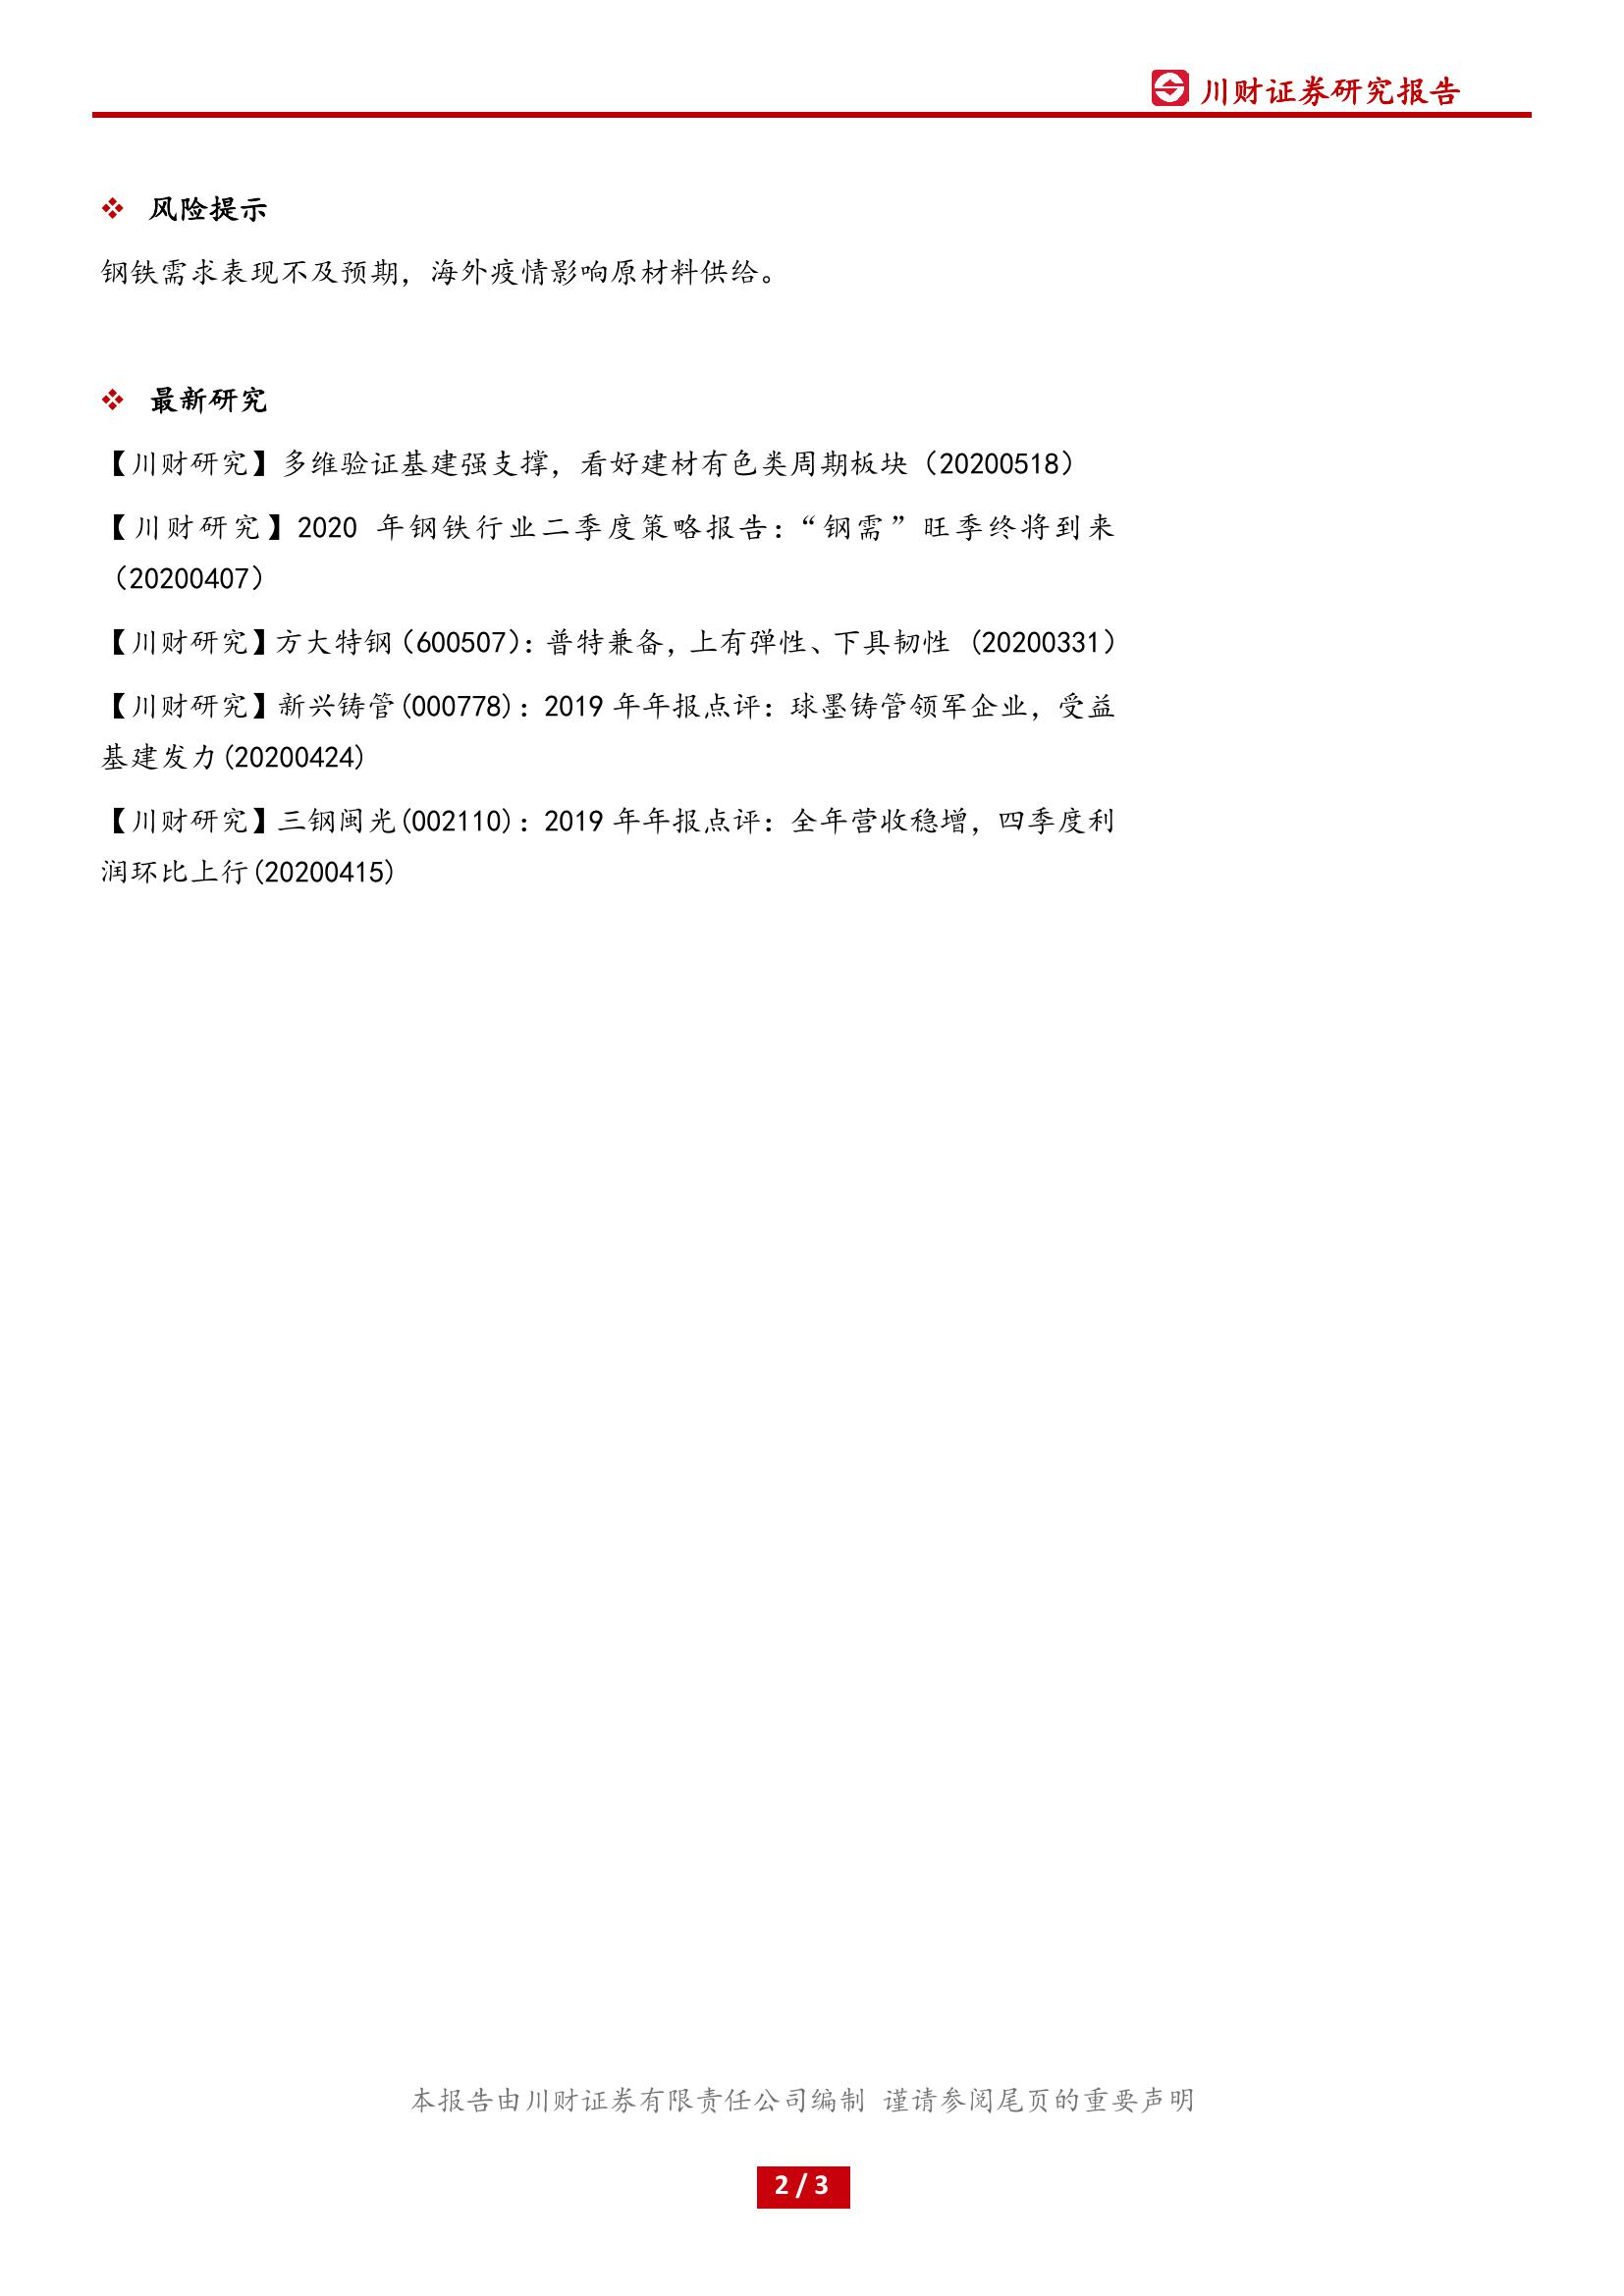 川财证券研究报告
风险提示
钢铁需求表现不及预期，海外疫情影响原材料供给。
最新研究
【川财研究】多维验证基建强支撑，看好建材有色类周期板块（20200518）
【川财研究】2020 年钢铁行业二季度策略报告：“钢需”旺季终将到来
（20200407）
【川财研究】方大特钢（600507）：普特兼备，上有弹性、下具韧性 （20200331）
【川财研究】新兴铸管(000778)：2019 年年报点评：球墨铸管领军企业，受益
基建发力(20200424)
【川财研究】三钢闽光(002110)：2019 年年报点评：全年营收稳增，四季度利
润环比上行(20200415)
本报告由川财证券有限责任公司编制 谨请参阅尾页的重要声明
2 / 3